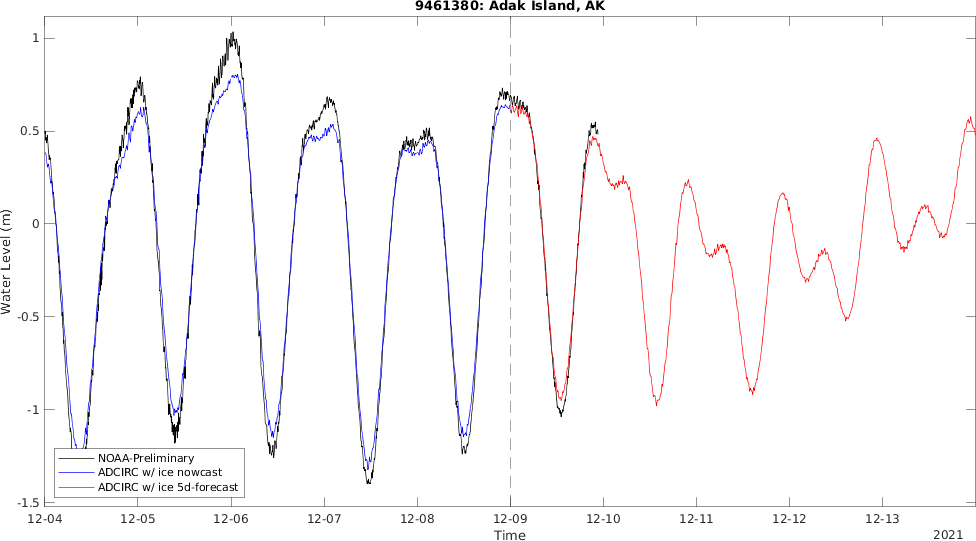 9461380: Adak Island, AK
1
0.5
0
-0.5
-1
-1.5
Water Level (m)
NOAA-Preliminary
ADCIRC w/ ice nowcast
ADCIRC w/ ice 5d-forecast
12-04 12-05 12-06 12-07 12-08 12-09 12-10 12-11 12-12 12-13
Time
2021